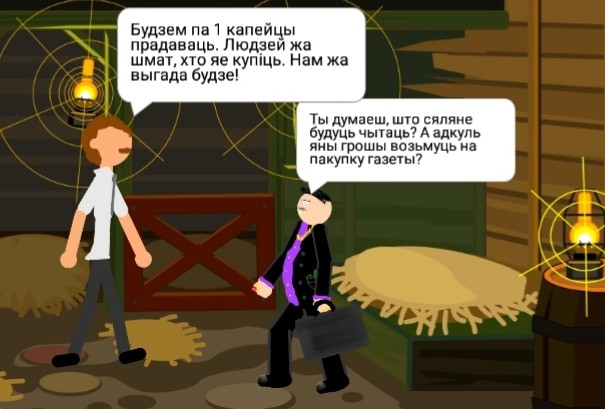 Будзем па 1 капейцы
прадаваць. Людзей жа
шмат, хто яе купіць. Нам жа
выгада будзе!
Ты думаеш, што сяляне
будуць чытаць? А адкуль
яны грошы возьмуць на
пакупку газеты?